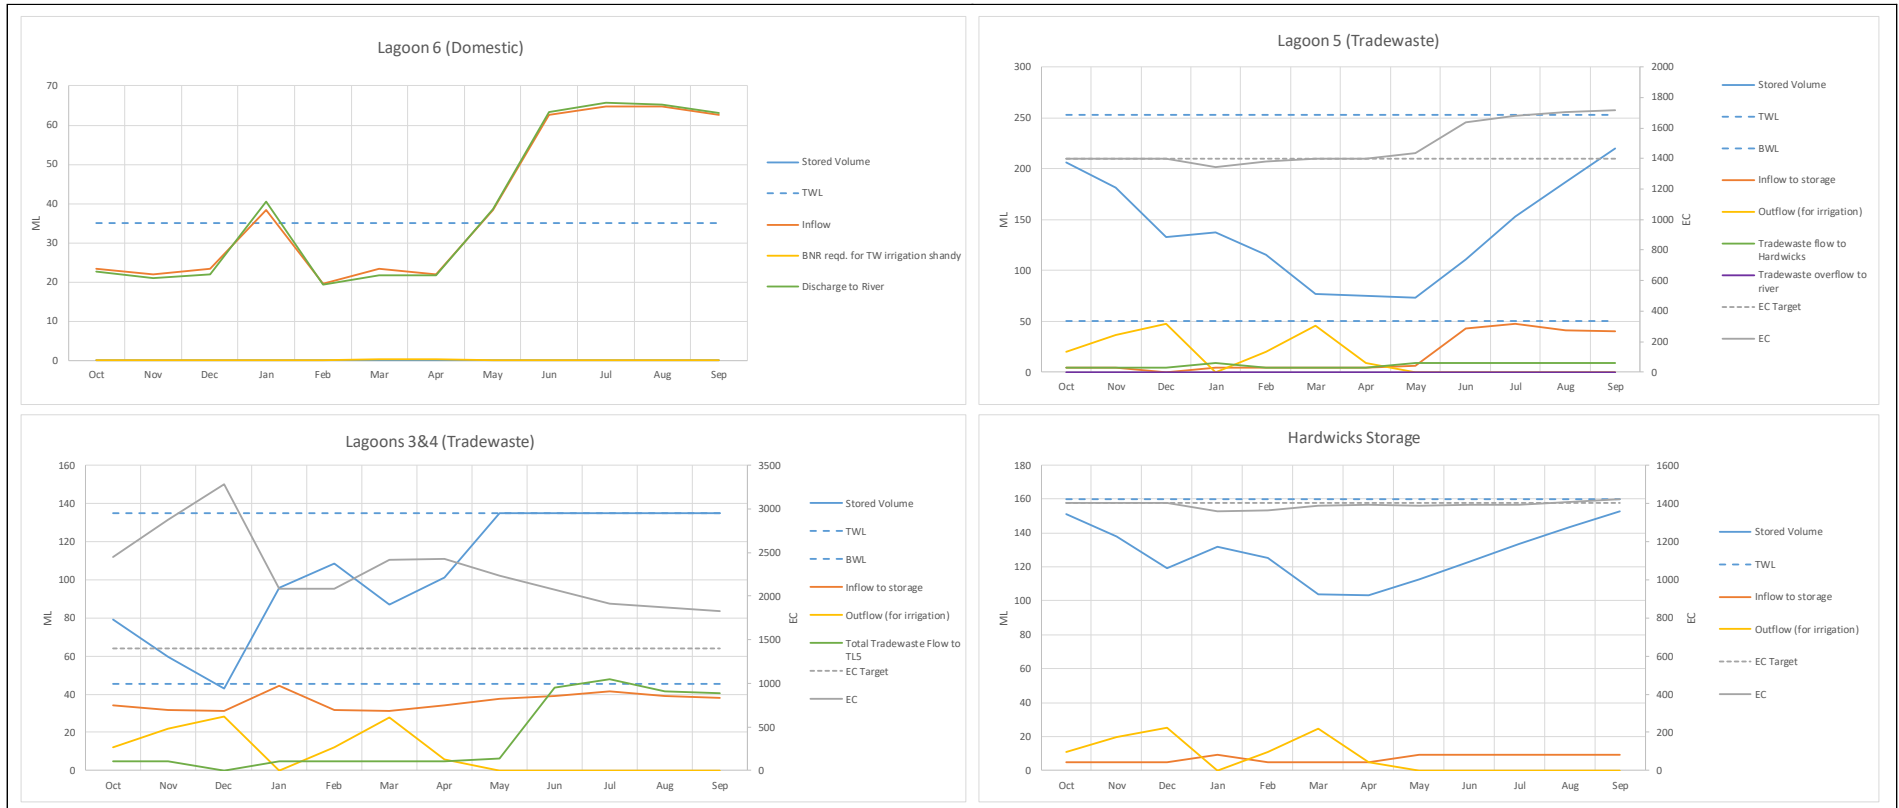 Lagoon 6 (Domestic)
70
60
50
40
30
20
10
0
ML
Oct Nov Dec Jan Feb Mar Apr May Jun Jul Aug Sep
Stored Volume
TWL
Inflow
BNR reqd. for TW irrigation shandy
Discharge to River
Lagoon 5 (Tradewaste)
300
250
200
150
100
50
0
ML
2000
1800
1600
1400
1200
1000
800
600
400
200
0
EC
Oct Nov Dec Jan Feb Mar Apr May Jun Jul Aug Sep
Stored Volume
TWL
BWL
Inflow to storage
Outflow (for irrigation)
Tradewaste flow to
Hardwicks
Tradewaste overflow to
river
EC Target
EC
Lagoons 3&4 (Tradewaste)
160
140
120
100
80
60
40
20
0
ML
3500
3000
2500
2000
1500
1000
500
0
EC
Oct Nov Dec Jan Feb Mar Apr May Jun Jul Aug Sep
Stored Volume
TWL
BWL
Inflow to storage
Outflow (for irrigation)
Total Tradewaste Flow to
TL5
EC Target
EC
Hardwicks Storage
180
160
140
120
100
80
60
40
20
0
ML
1600
1400
1200
1000
800
600
400
200
0
EC
Oct Nov Dec Jan Feb Mar Apr May Jun Jul Aug Sep
Stored Volume
TWL
Inflow to storage
Outflow (for irrigation)
EC Target
EC